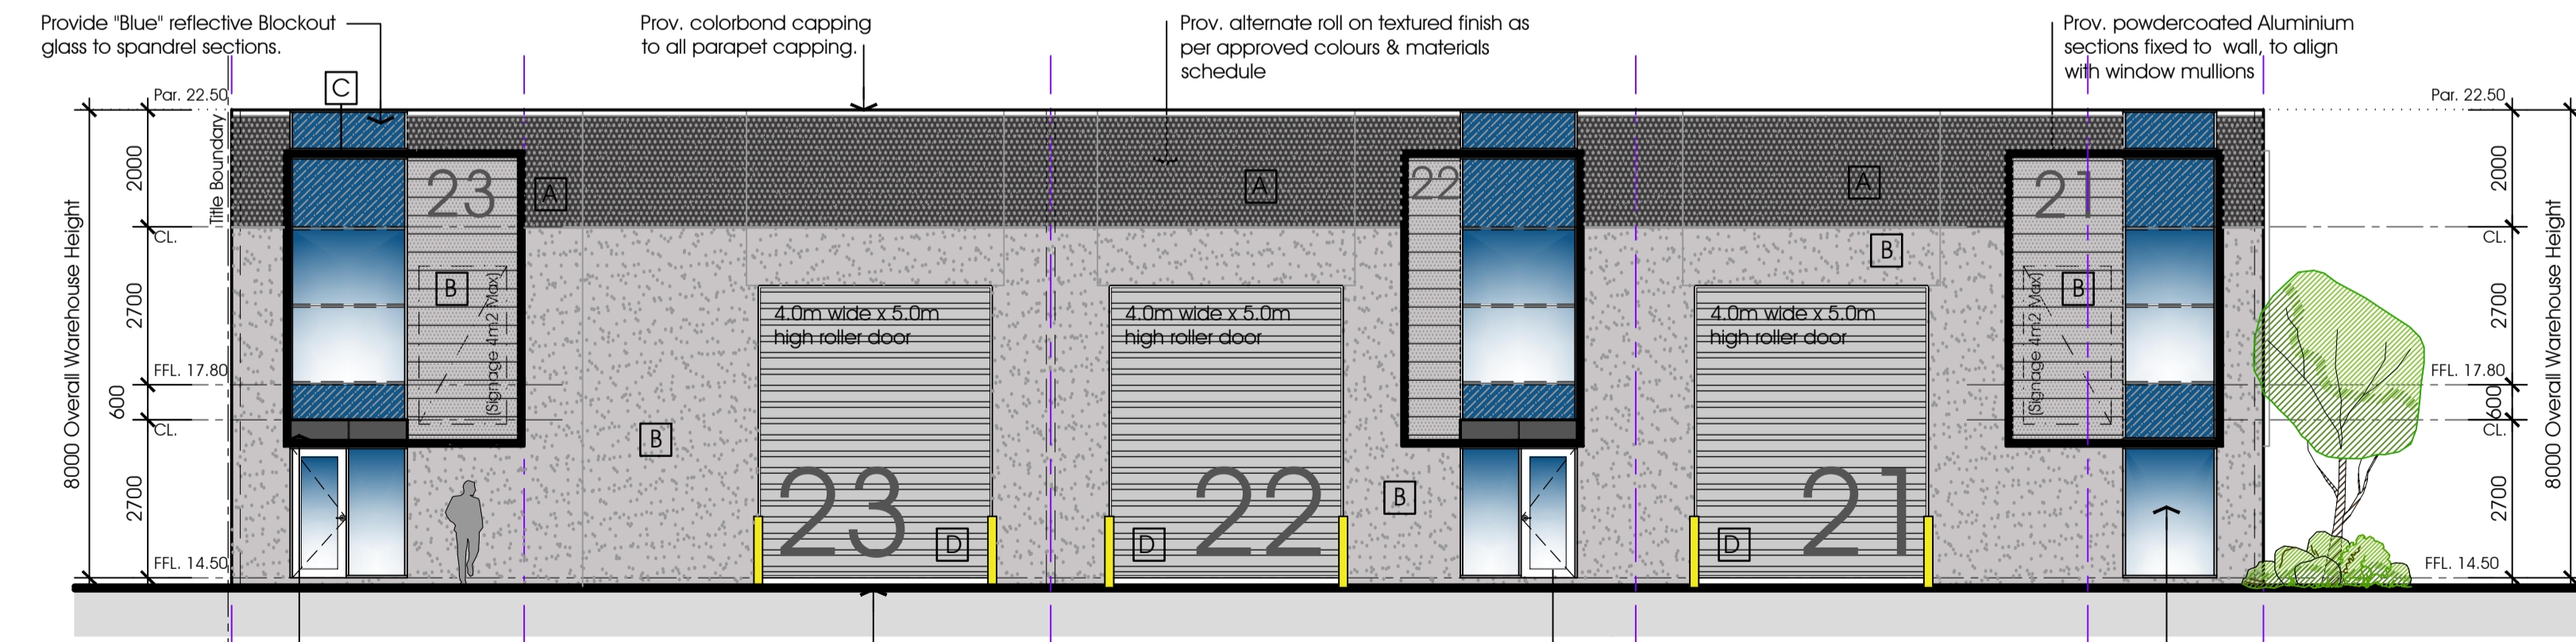 Provide "Blue" reflective Blockout
glass to spandrel sections.
Prov. colorbond capping
to all parapet capping.
Prov. alternate roll on textured finish as
per approved colours & materials
schedule
Prov. powdercoated Aluminium
sections fixed to wall, to align
with window mullions
C
Par. 22.50
Par. 22.50
8000 Overall Warehouse Height
2000
2700
600
2700
Title Boundary
CL.
FFL. 17.80
CL.
FFL. 14.50
23
A
B
(Signage 4m2 Max)
B
4.0m wide x 5.0m
high roller door
23
D
A
4.0m wide x 5.0m
high roller door
D
22
B
22
A
B
4.0m wide x 5.0m
high roller door
D
21
21
B
(Signage 4m2 Max)
CL.
FFL. 17.80
CL.
FFL. 14.50
2000
2700
600
2700
8000 Overall Warehouse Height